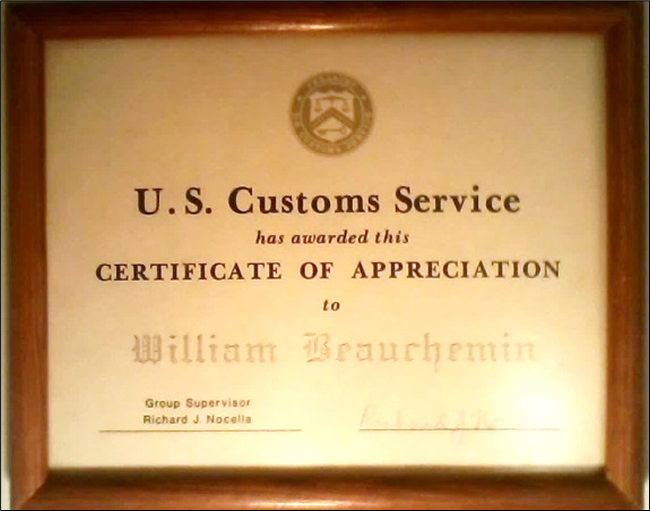 U. S. Customs Service
has awarded this
CERTIFICATE OF APPRECIATION
to
William Beauchemin
Group Supervisor
Richard J. Nocella